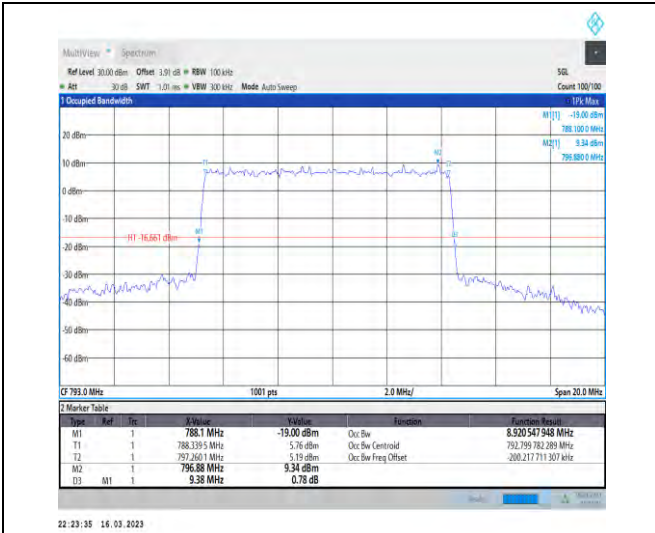 MultiView Spectrum
Ref Level 30.00 dBm Offset 3.91 dB RBW 100 kHz SGL
Att 30 dB SWT 1.01 ms VBW 300 kHz Mode Auto Sweep Count 100/100
1 Occupied Bandwidth 1Pk Max
M1[1] -19.00 dBm
788.100 0 MHz
M2[1] 9.34 dBm
796.880 0 MHz
20 dBm
10 dBm
0 dBm
-10 dBm
-20 dBm
-30 dBm
-40 dBm
-50 dBm
-60 dBm
T1
M2
T2
M1
D3
H1 -16.661 dBm
CF 793.0 MHz 1001 pts 2.0 MHz/ Span 20.0 MHz
2 Marker Table
Type Ref Trc X-Value Y-Value Function Function Result
M1 1 788.1 MHz -19.00 dBm Occ Bw 8.920 547 948 MHz
T1 1 788.339 5 MHz 5.76 dBm Occ Bw Centroid 792.799 782 289 MHz
T2 1 797.260 1 MHz 5.19 dBm Occ Bw Freq Offset -200.217 711 307 kHz
M2 1 796.88 MHz 9.34 dBm
D3 M1 1 9.38 MHz 0.78 dB
22:23:35 16.03.2023